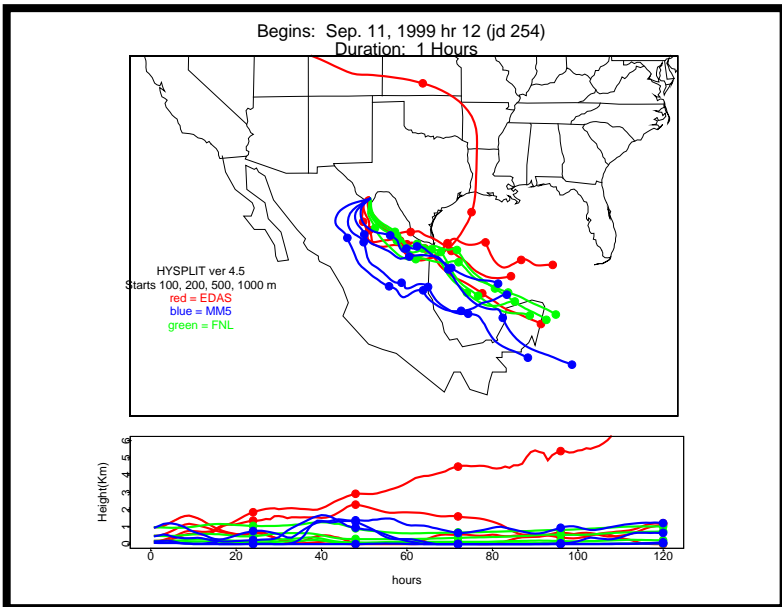 Begins: Sep. 11, 1999 hr 12 (jd 254)
Duration: 1 Hours
HYSPLIT ver 4.5
Starts 100, 200, 500, 1000 m
red = EDAS
blue = MM5
green = FNL
Height(Km)
6
5
4
3
2
1
0
0 20 40 60 80 100 120
hours